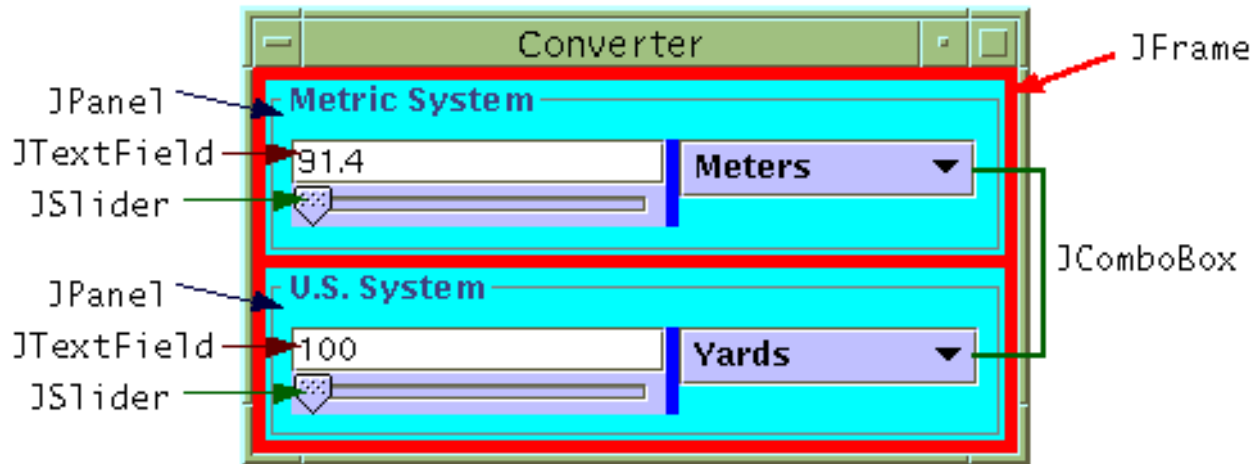 Converter
JFrame
JPanel
Metric System
JTextField
91.4
Meters
JSlider
JComboBox
JPanel
U.S. System
JTextField
100
Yards
JSlider